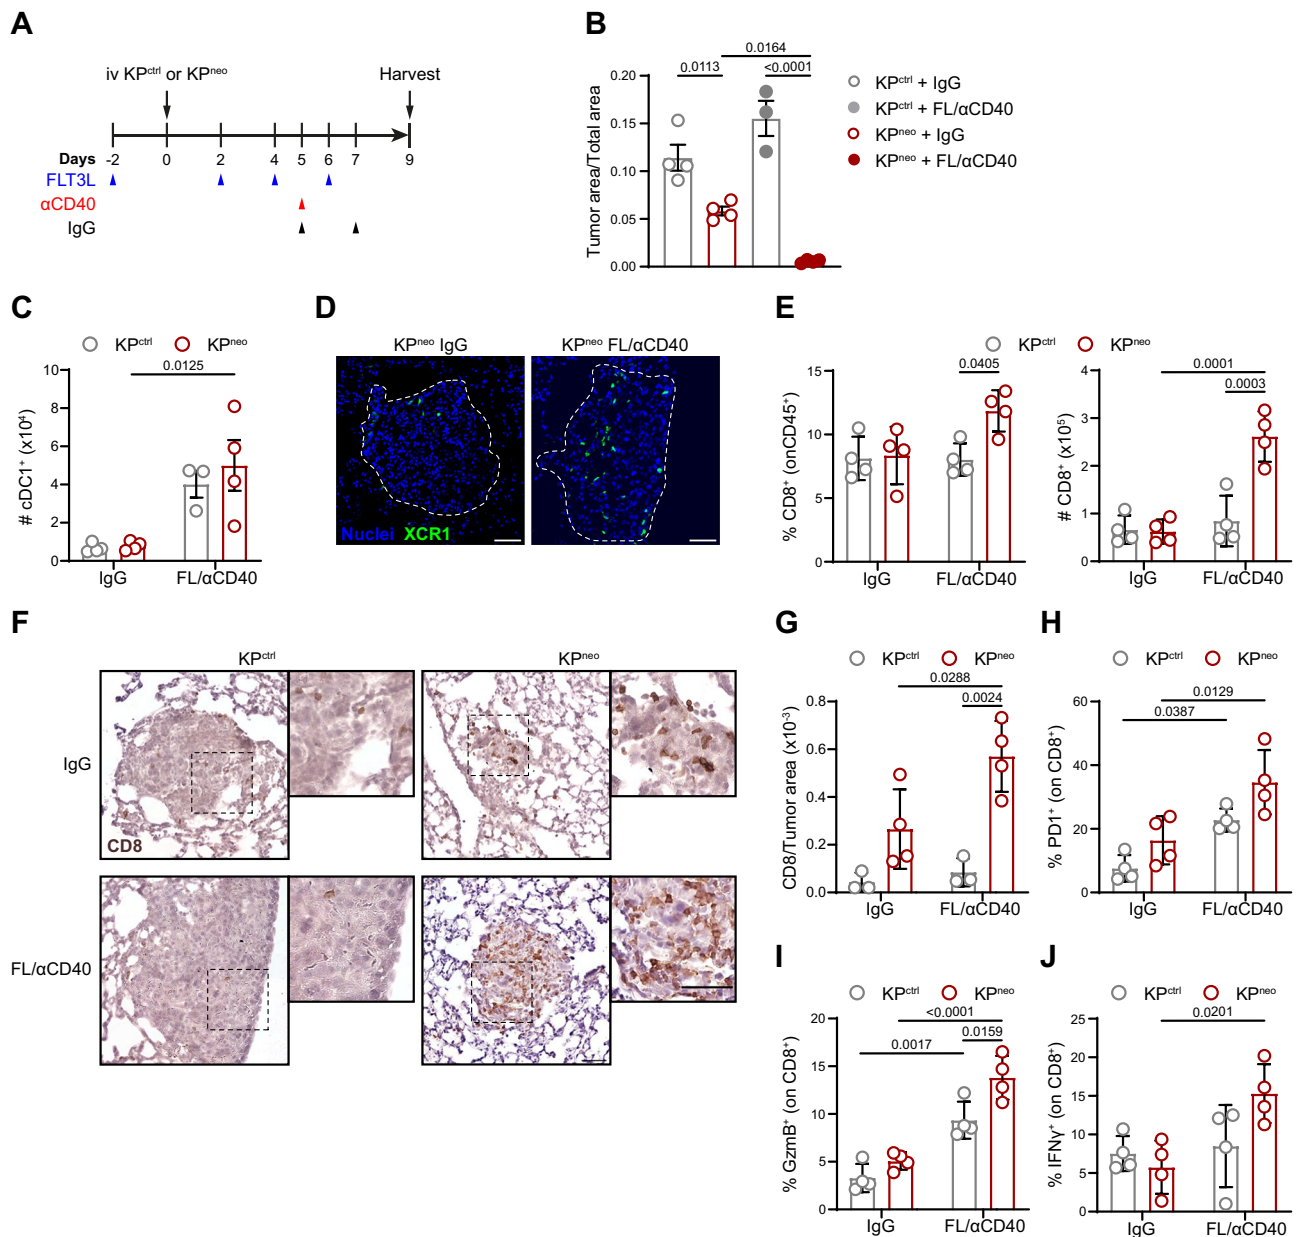 A
iv KPctrl or KPneo
Harvest
Days -2 0 2 4 5 6 7 9
FLT3L
αCD40
IgG
B
0.0164
0.0113 <0.0001
Tumor area/Total area
0.20
0.15
0.10
0.05
0.00
KPctrl + IgG
KPctrl + FL/αCD40
KPneo + IgG
KPneo + FL/αCD40
C
KPctrl KPneo
0.0125
# cDC1+ (x10⁴)
10
8
6
4
2
0
IgG FL/αCD40
D
KPneo IgG KPneo FL/αCD40
Nuclei XCR1
E
KPctrl KPneo
0.0405
% CD8+ (onCD45+)
15
10
5
0
IgG FL/αCD40
0.0001
0.0003
# CD8+ (x10⁵)
4
3
2
1
0
IgG FL/αCD40
F
KPctrl KPneo
IgG
CD8
FL/αCD40
G
KPctrl KPneo
0.0288
0.0024
CD8/Tumor area (x10⁻³)
0.8
0.6
0.4
0.2
0.0
IgG FL/αCD40
H
KPctrl KPneo
0.0129
0.0387
% PD1+ (on CD8+)
60
40
20
0
IgG FL/αCD40
I
KPctrl KPneo
<0.0001
0.0159
0.0017
% GzmB+ (on CD8+)
20
15
10
5
0
IgG FL/αCD40
J
KPctrl KPneo
0.0201
% IFNγ+ (on CD8+)
25
20
15
10
5
0
IgG FL/αCD40